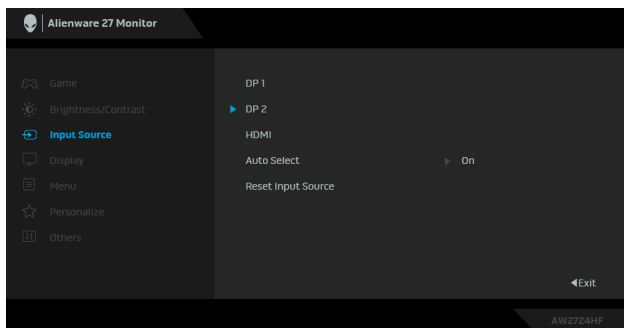 Alienware 27 Monitor
Game
DP 1
Brightness/Contrast
DP 2
Input Source
HDMI
Display
Auto Select
On
Menu
Reset Input Source
Personalize
Others
Exit
AW2724HF